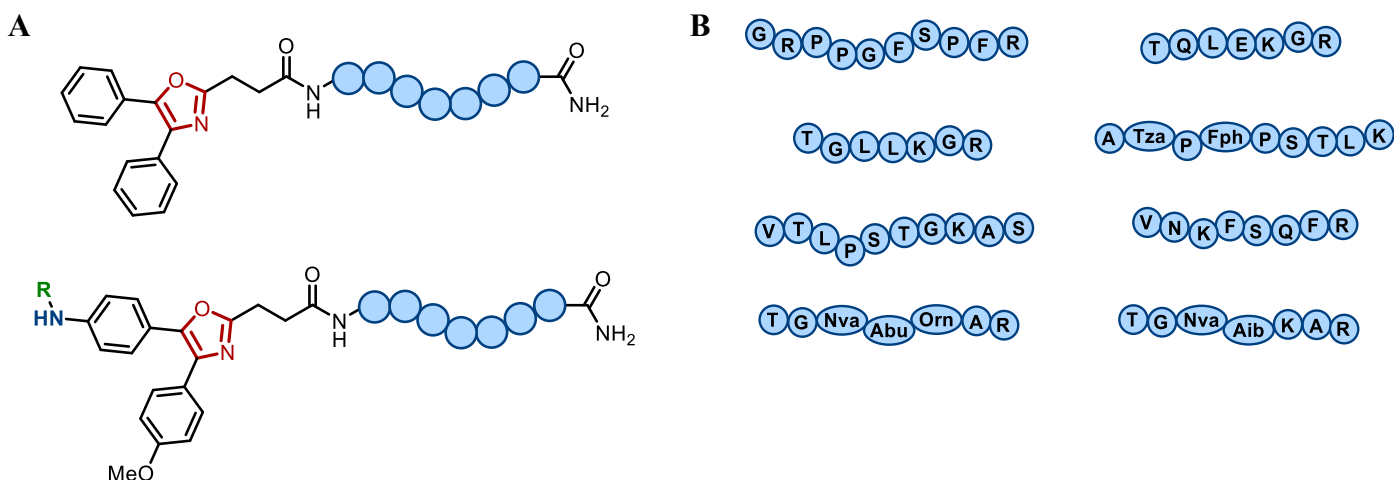 A
O
O
O
N
N
H
NH2
R
HN
O
O
O
N
N
H
NH2
MeO
B
G R P P G F S P F R
T Q L E K G R
T G L L K G R
A Tza P Fph P S T L K
V T L P S T G K A S
V N K F S Q F R
T G Nva Abu Orn A R
T G Nva Aib K A R